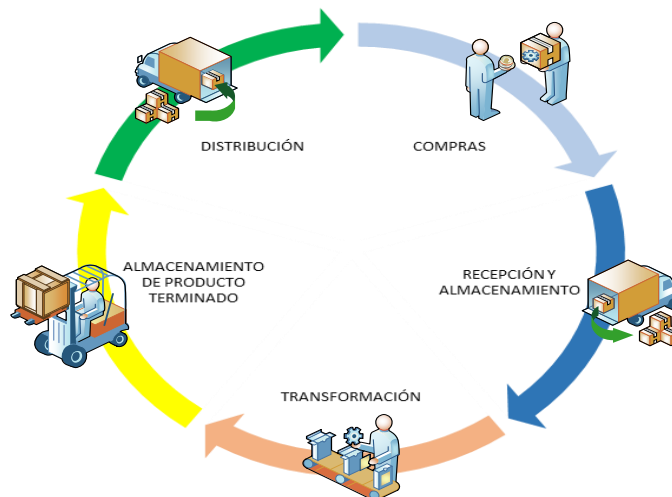 DISTRIBUCIÓN
COMPRAS
RECEPCIÓN Y
ALMACENAMIENTO
TRANSFORMACIÓN
ALMACENAMIENTO
DE PRODUCTO
TERMINADO